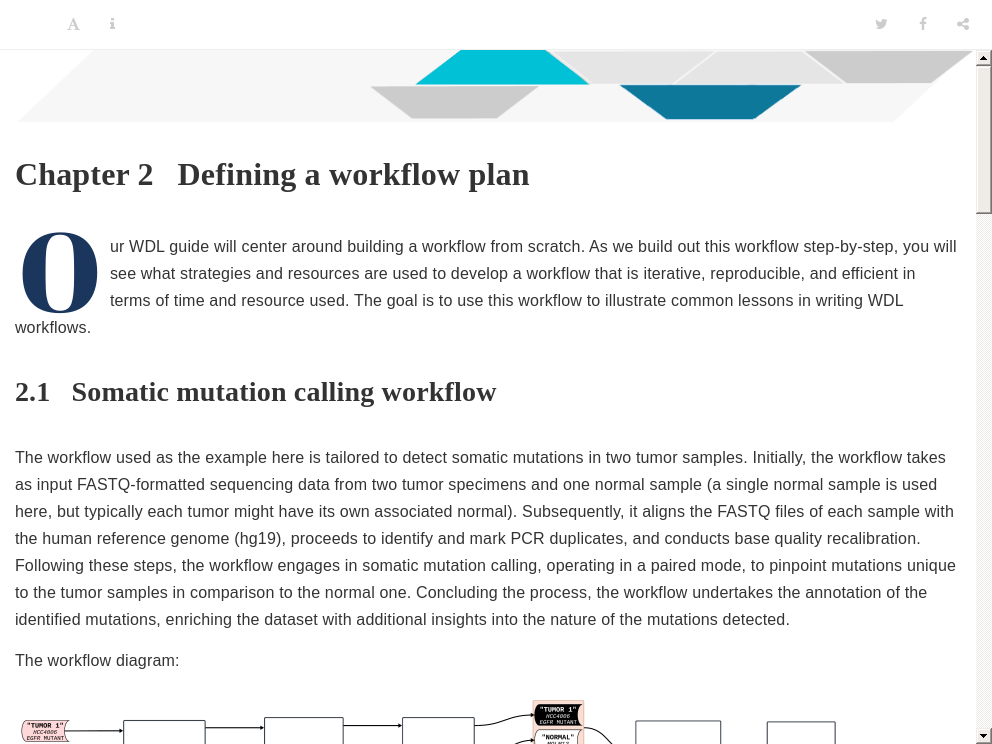 A i
Chapter 2 Defining a workflow plan
Our WDL guide will center around building a workflow from scratch. As we build out this workflow step-by-step, you will
see what strategies and resources are used to develop a workflow that is iterative, reproducible, and efficient in
terms of time and resource used. The goal is to use this workflow to illustrate common lessons in writing WDL
workflows.
2.1 Somatic mutation calling workflow
The workflow used as the example here is tailored to detect somatic mutations in two tumor samples. Initially, the workflow takes
as input FASTQ-formatted sequencing data from two tumor specimens and one normal sample (a single normal sample is used
here, but typically each tumor might have its own associated normal). Subsequently, it aligns the FASTQ files of each sample with
the human reference genome (hg19), proceeds to identify and mark PCR duplicates, and conducts base quality recalibration.
Following these steps, the workflow engages in somatic mutation calling, operating in a paired mode, to pinpoint mutations unique
to the tumor samples in comparison to the normal one. Concluding the process, the workflow undertakes the annotation of the
identified mutations, enriching the dataset with additional insights into the nature of the mutations detected.
The workflow diagram:
"TUMOR 1"
HCC4006
EGFR MUTANT
"TUMOR 1"
HCC4006
EGFR MUTANT
"NORMAL"